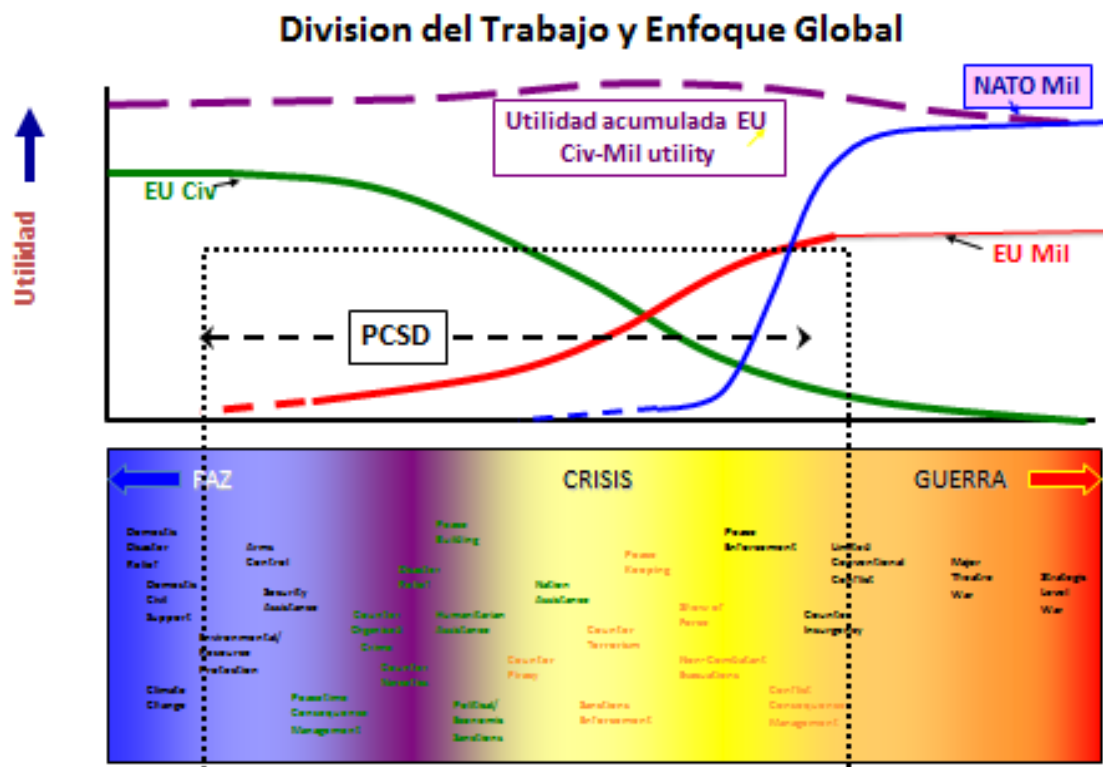 Division del Trabajo y Enfoque Global
NATO Mil
Utilidad acumulada EU
Civ-Mil utility
EU Civ
EU Mil
Utilidad
PCSD
PAZ
CRISIS
GUERRA
Domestic
Disaster
Relief
Arms
Control
Peace
Building
Peace
Enforcement
Limited
Conventional
Conflict
Major
Theatre
War
Strategic
Level
War
Domestic
Civil
Support
Security
Assistance
Disaster
Relief
Nation
Assistance
Peace
Keeping
Environmental/
Resource
Protection
Counter
Organised
Crime
Humanitarian
Assistance
Counter
Terrorism
Show of
Force
Counter
Insurgency
Climate
Change
Peacetime
Consequence
Management
Counter
Narcotics
Political/
Economic
Sanctions
Counter
Piracy
Sanctions
Enforcement
Non-Combatant
Evacuations
Conflict
Consequence
Management